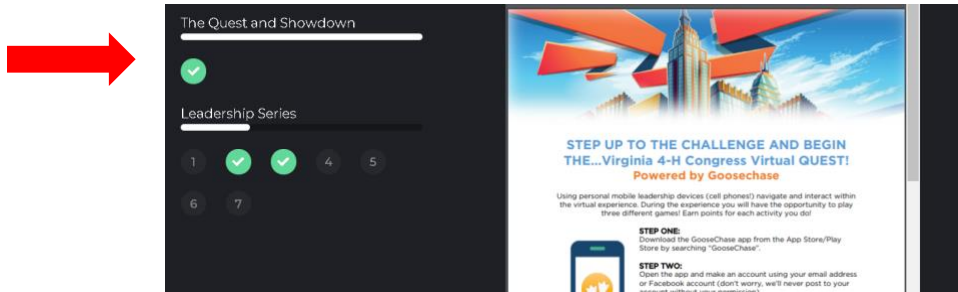 The Quest and Showdown
Leadership Series
1 4 5
6 7
STEP UP TO THE CHALLENGE AND BEGIN
THE...Virginia 4-H Congress Virtual QUEST!
Powered by Goosechase
Using personal mobile leadership devices (cell phones!) navigate and interact within
the virtual experience. During the experience you will have the opportunity to play
three different games! Earn points for each activity you do!
STEP ONE:
Download the GooseChase app from the App Store/Play
Store by searching "GooseChase".
STEP TWO:
Open the app and make an account using your email address
or Facebook account (don't worry, we'll never post to your
account without your permission)